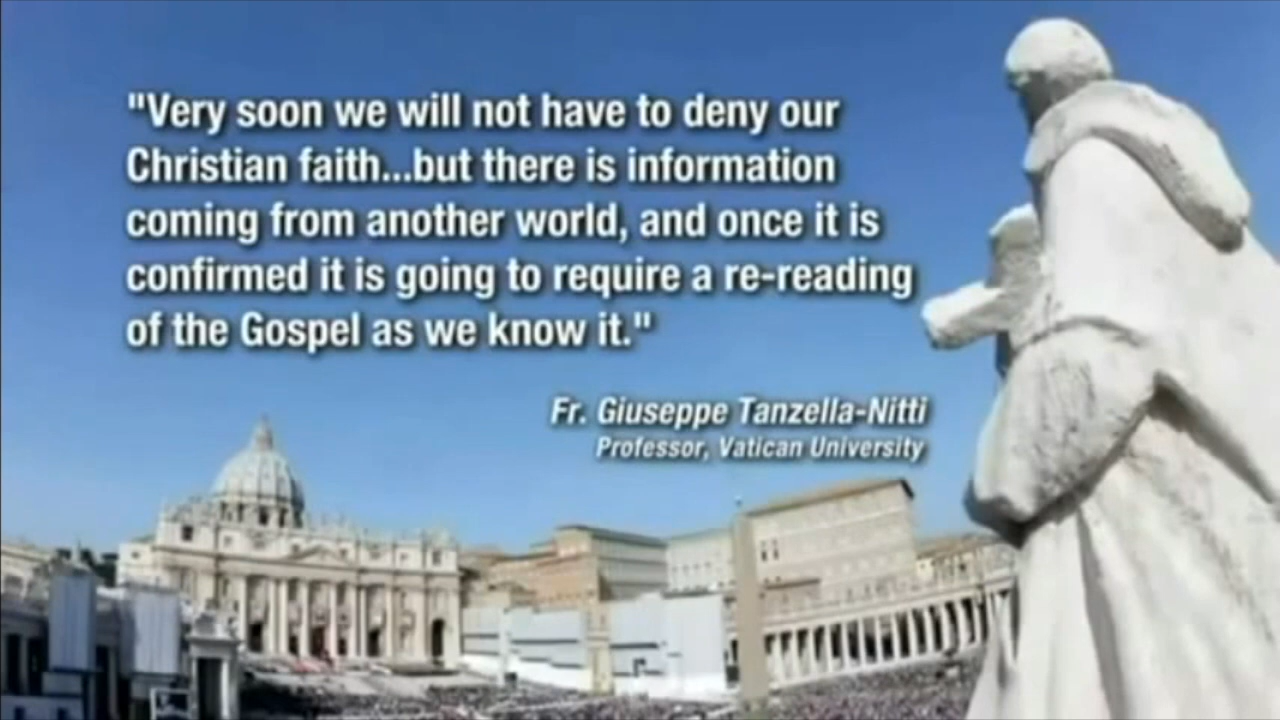 "Very soon we will not have to deny our
Christian faith...but there is information
coming from another world, and once it is
confirmed it is going to require a re-reading
of the Gospel as we know it."
Fr. Giuseppe Tanzella-Nitti
Professor, Vatican University